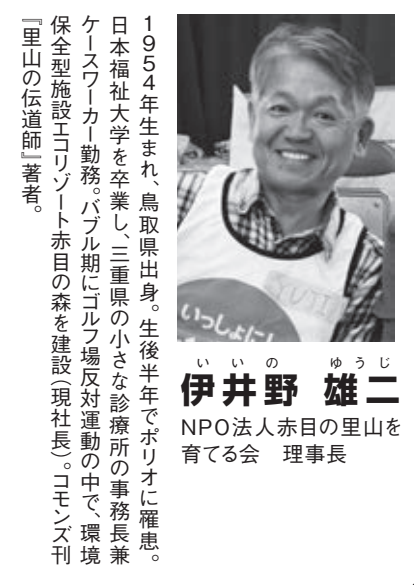 1954年生まれ、鳥取県出身。生後半年でポリオに罹患。
日本福祉大学を卒業し、三重県の小さな診療所の事務長兼
ケースワーカー勤務。バブル期にゴルフ場反対運動の中で、環境
保全型施設エコリゾート赤目の森を建設(現社長)。コモンズ刊
『里山の伝道師』著者。
いっしょに!
YUJI
いいの ゆうじ
伊井野 雄二
NPO法人赤目の里山を
育てる会 理事長